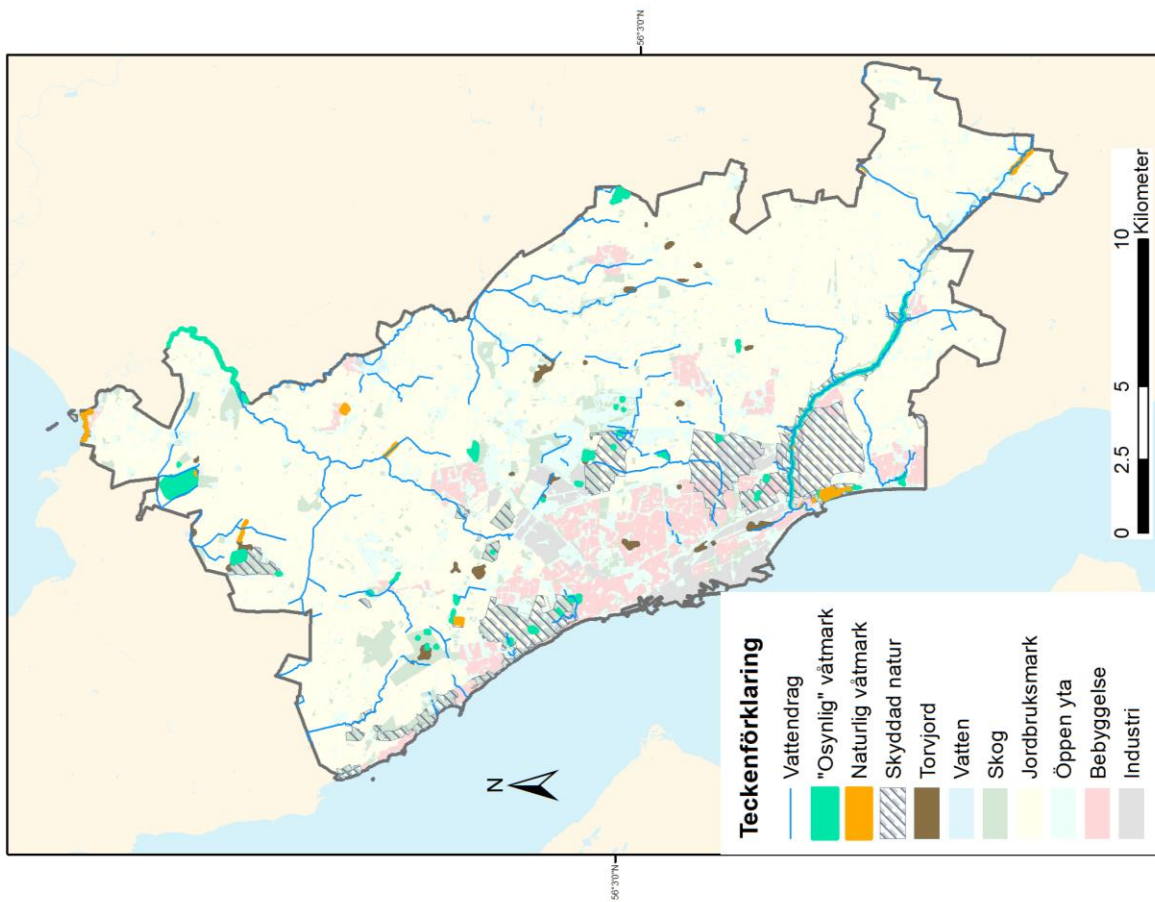 56°3'0"N
56°3'0"N
N
Teckenförklaring
Vattendrag
"Osynlig" våtmark
Naturlig våtmark
Skyddad natur
Torvjord
Vatten
Skog
Jordbruksmark
Öppen yta
Bebyggelse
Industri
0 2.5 5 10
Kilometer